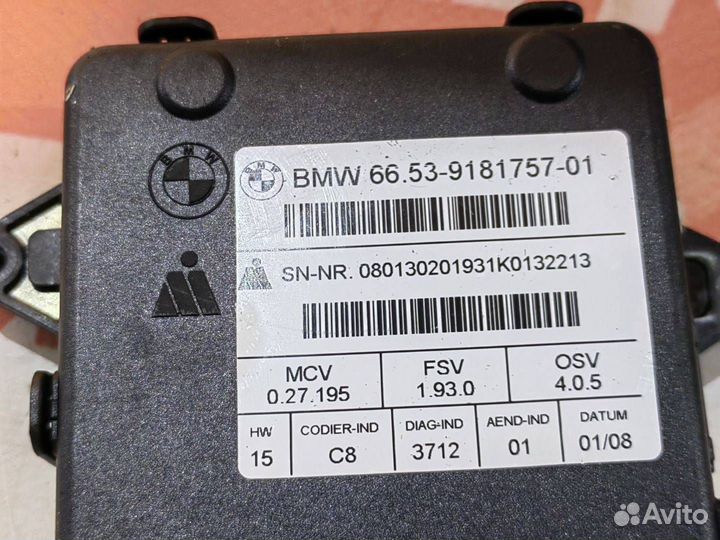 BMW
BMW 66.53-9181757-01
SN-NR. 080130201931K0132213
MCV FSV OSV
0.27.195 1.93.0 4.0.5
HW CODIER-IND DIAG-IND AEND-IND DATUM
15 C8 3712 01 01/08
Avito